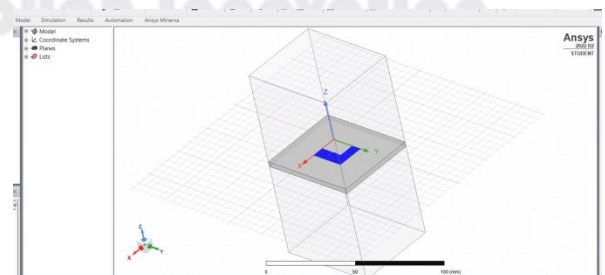 Model Simulation Results Automation Ansys Minerva
Model
Coordinate Systems
Planes
Lists
Ansys
2022 R2
STUDENT
Z
Y
X
Z
X
Y
0 50 100 (mm)